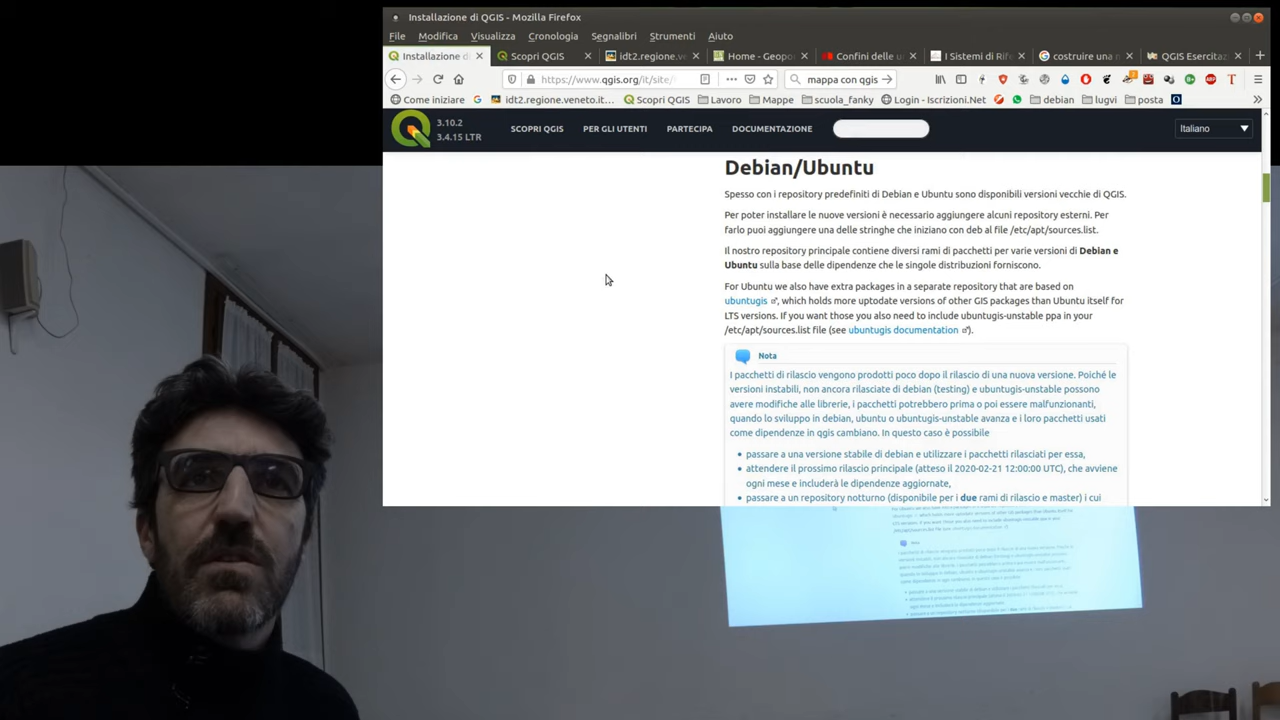 Installazione di QGIS - Mozilla Firefox
File Modifica Visualizza Cronologia Segnalibri Strumenti Aiuto
Installazione d Scopri QGIS idt2.regione.ve Home - Geopos Confini delle u I Sistemi di Rife costruire una n QGIS Esercitaz
https://www.qgis.org/it/site/ mappa con qgis
Come iniziare idt2.regione.veneto.it... Scopri QGIS Lavoro Mappe scuola_fanky Login - Iscrizioni.Net debian lugvi posta
3.10.2
3.4.15 LTR
SCOPRI QGIS PER GLI UTENTI PARTECIPA DOCUMENTAZIONE Italiano
Debian/Ubuntu
Spesso con i repository predefiniti di Debian e Ubuntu sono disponibili versioni vecchie di QGIS.
Per poter installare le nuove versioni è necessario aggiungere alcuni repository esterni. Per
farlo puoi aggiungere una delle stringhe che iniziano con deb al file /etc/apt/sources.list.
Il nostro repository principale contiene diversi rami di pacchetti per varie versioni di Debian e
Ubuntu sulla base delle dipendenze che le singole distribuzioni forniscono.
For Ubuntu we also have extra packages in a separate repository that are based on
ubuntugis, which holds more uptodate versions of other GIS packages than Ubuntu itself for
LTS versions. If you want those you also need to include ubuntugis-unstable ppa in your
/etc/apt/sources.list file (see ubuntugis documentation).
Nota
I pacchetti di rilascio vengono prodotti poco dopo il rilascio di una nuova versione. Poiché le
versioni instabili, non ancora rilasciate di debian (testing) e ubuntugis-unstable possono
avere modifiche alle librerie, i pacchetti potrebbero prima o poi essere malfunzionanti,
quando lo sviluppo in debian, ubuntu o ubuntugis-unstable avanza e i loro pacchetti usati
come dipendenze in qgis cambiano. In questo caso è possibile
passare a una versione stabile di debian e utilizzare i pacchetti rilasciati per essa,
attendere il prossimo rilascio principale (atteso il 2020-02-21 12:00:00 UTC), che avviene
ogni mese e includerà le dipendenze aggiornate,
passare a un repository notturno (disponibile per i due rami di rilascio e master) i cui